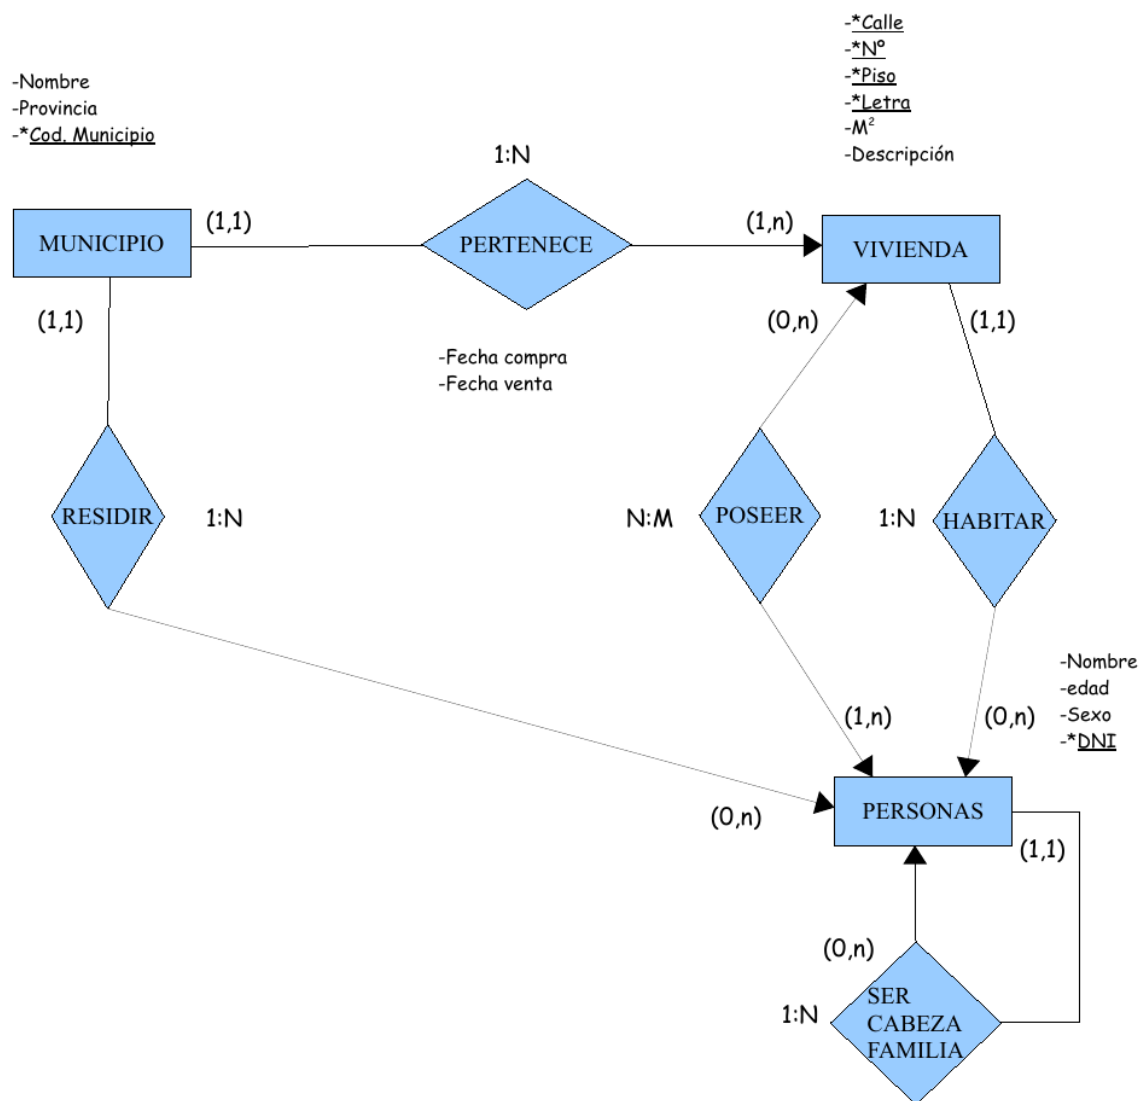 -*Calle
-*Nº
-*Piso
-*Letra
-M²
-Descripción
-Nombre
-Provincia
-*Cod. Municipio
1:N
MUNICIPIO
(1,1)
PERTENECE
(1,n)
VIVIENDA
(1,1)
(0,n)
(1,1)
-Fecha compra
-Fecha venta
RESIDIR
1:N
N:M
POSEER
1:N
HABITAR
-Nombre
-edad
-Sexo
-*DNI
(1,n)
(0,n)
(0,n)
PERSONAS
(1,1)
(0,n)
1:N
SER
CABEZA
FAMILIA